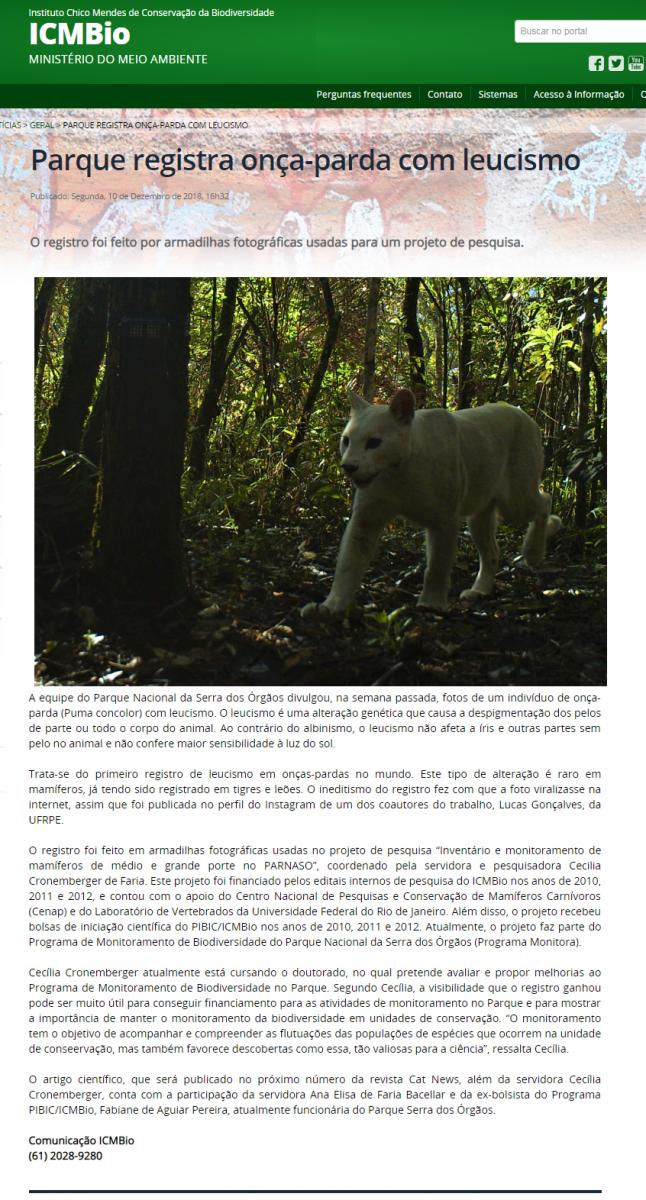 Instituto Chico Mendes de Conservação da Biodiversidade
ICMBio
MINISTÉRIO DO MEIO AMBIENTE
Buscar no portal
You Tube
Perguntas frequentes Contato Sistemas Acesso à Informação
ÍCIAS > GERAL > PARQUE REGISTRA ONÇA-PARDA COM LEUCISMO
Parque registra onça-parda com leucismo
Publicado: Segunda, 10 de Dezembro de 2018, 16h32
O registro foi feito por armadilhas fotográficas usadas para um projeto de pesquisa.
A equipe do Parque Nacional da Serra dos Órgãos divulgou, na semana passada, fotos de um indivíduo de onça-
parda (Puma concolor) com leucismo. O leucismo é uma alteração genética que causa a despigmentação dos pelos
de parte ou todo o corpo do animal. Ao contrário do albinismo, o leucismo não afeta a íris e outras partes sem
pelo no animal e não confere maior sensibilidade à luz do sol.
Trata-se do primeiro registro de leucismo em onças-pardas no mundo. Este tipo de alteração é raro em
mamíferos, já tendo sido registrado em tigres e leões. O ineditismo do registro fez com que a foto viralizasse na
internet, assim que foi publicada no perfil do Instagram de um dos coautores do trabalho, Lucas Gonçalves, da
UFRPE.
O registro foi feito em armadilhas fotográficas usadas no projeto de pesquisa “Inventário e monitoramento de
mamíferos de médio e grande porte no PARNASO”, coordenado pela servidora e pesquisadora Cecilia
Cronemberger de Faria. Este projeto foi financiado pelos editais internos de pesquisa do ICMBio nos anos de 2010,
2011 e 2012, e contou com o apoio do Centro Nacional de Pesquisas e Conservação de Mamíferos Carnívoros
(Cenap) e do Laboratório de Vertebrados da Universidade Federal do Rio de Janeiro. Além disso, o projeto recebeu
bolsas de iniciação científica do PIBIC/ICMBio nos anos de 2010, 2011 e 2012. Atualmente, o projeto faz parte do
Programa de Monitoramento de Biodiversidade do Parque Nacional da Serra dos Órgãos (Programa Monitora).
Cecília Cronemberger atualmente está cursando o doutorado, no qual pretende avaliar e propor melhorias ao
Programa de Monitoramento de Biodiversidade no Parque. Segundo Cecília, a visibilidade que o registro ganhou
pode ser muito útil para conseguir financiamento para as atividades de monitoramento no Parque e para mostrar
a importância de manter o monitoramento da biodiversidade em unidades de conservação. “O monitoramento
tem o objetivo de acompanhar e compreender as flutuações das populações de espécies que ocorrem na unidade
de conseervação, mas também favorece descobertas como essa, tão valiosas para a ciência”, ressalta Cecília.
O artigo científico, que será publicado no próximo número da revista Cat News, além da servidora Cecília
Cronemberger, conta com a participação da servidora Ana Elisa de Faria Bacellar e da ex-bolsista do Programa
PIBIC/ICMBio, Fabiane de Aguiar Pereira, atualmente funcionária do Parque Serra dos Órgãos.
Comunicação ICMBio
(61) 2028-9280